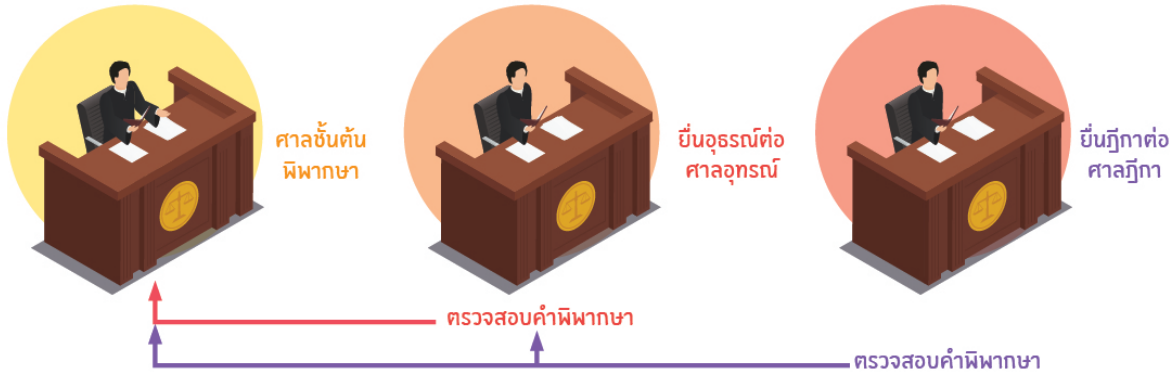 ศาลชั้นต้น
พิพากษา
ยื่นอุธรณ์ต่อ
ศาลอุทรณ์
ยื่นฎีกาต่อ
ศาลฎีกา
ตรวจสอบคำพิพากษา
ตรวจสอบคำพิพากษา